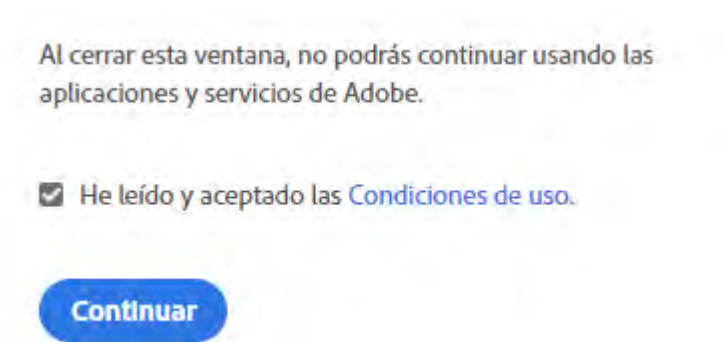 Al cerrar esta ventana, no podrás continuar usando las
aplicaciones y servicios de Adobe.
He leído y aceptado las Condiciones de uso.
Continuar